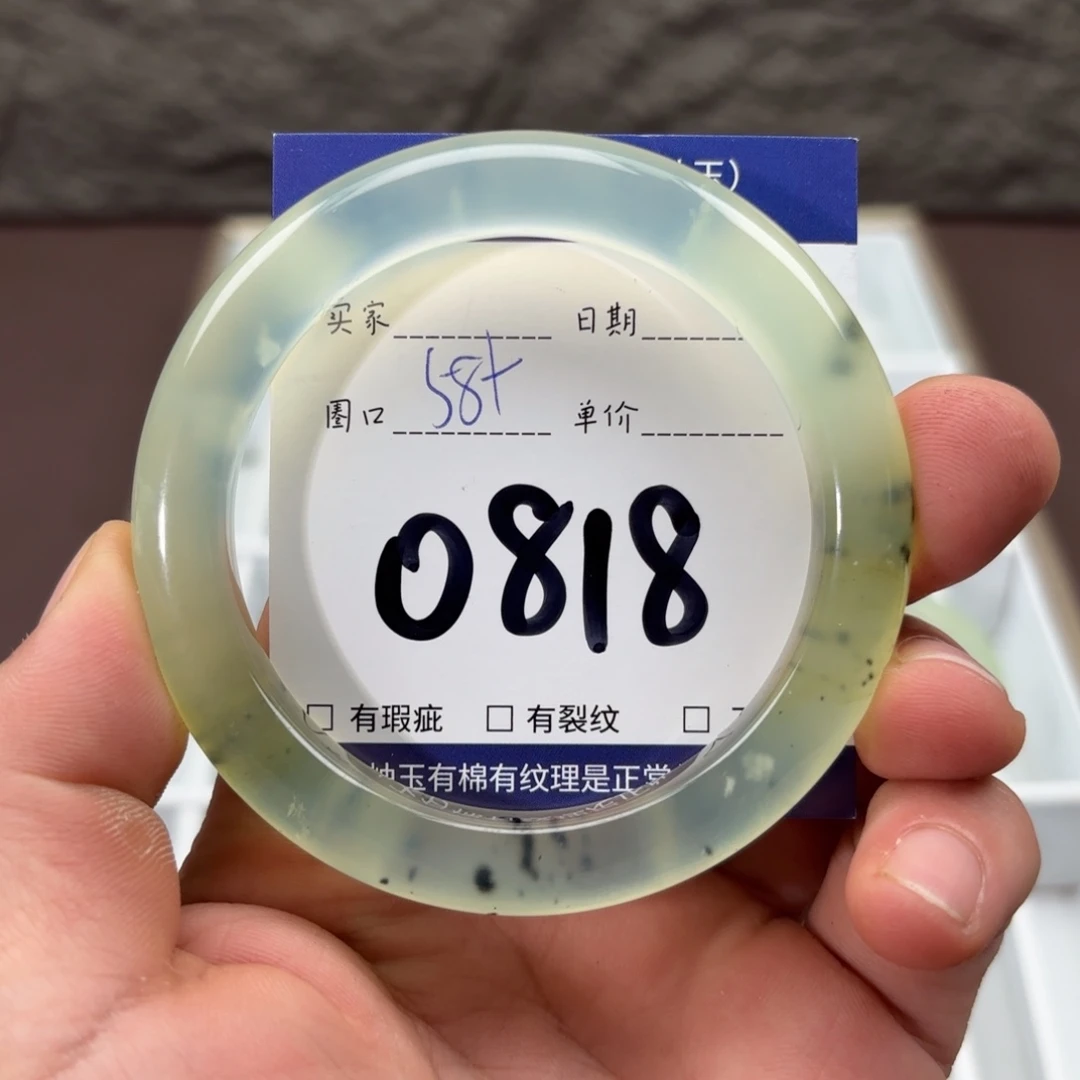 玉）
买家 日期
圈口 58+ 单价
0818
□ 有瑕疵 □ 有裂纹 □
岫玉有棉有纹理是正常